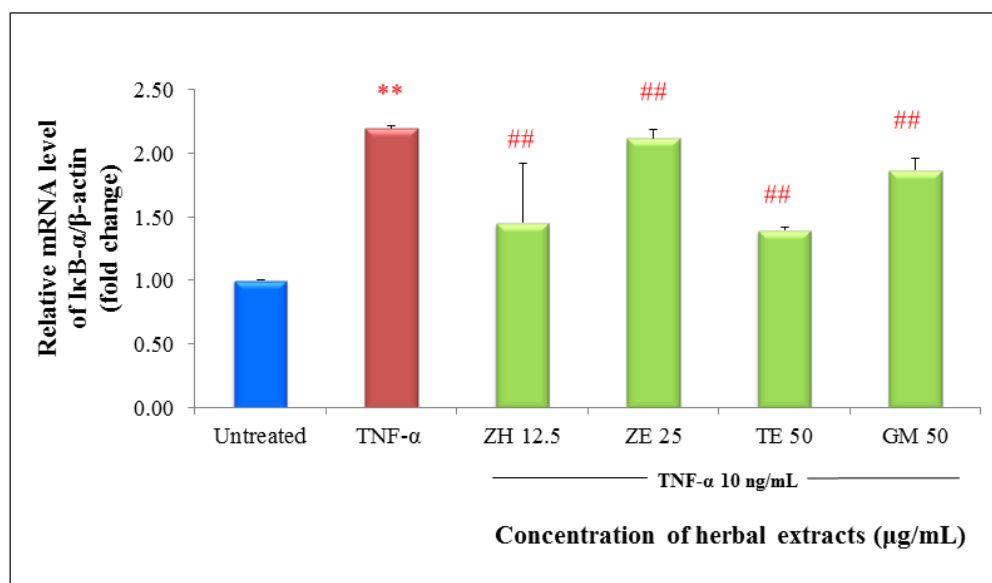 Relative mRNA level
of IκB-α/β-actin
(fold change)
2.50
2.00
1.50
1.00
0.50
0.00
**
##
##
##
##
Untreated TNF-α ZH 12.5 ZE 25 TE 50 GM 50
TNF-α 10 ng/mL
Concentration of herbal extracts (µg/mL)